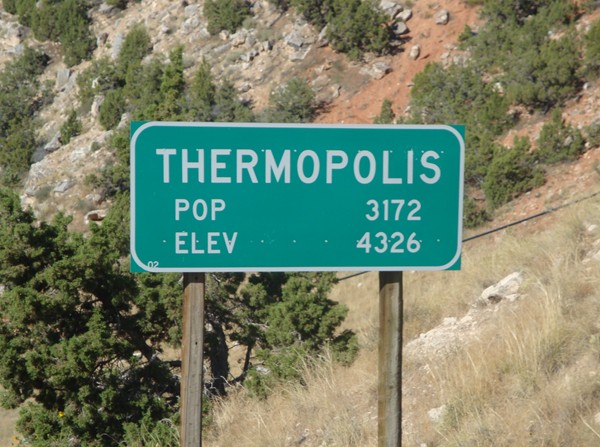 THERMOPOLIS
POP 3172
ELEV 4326
02